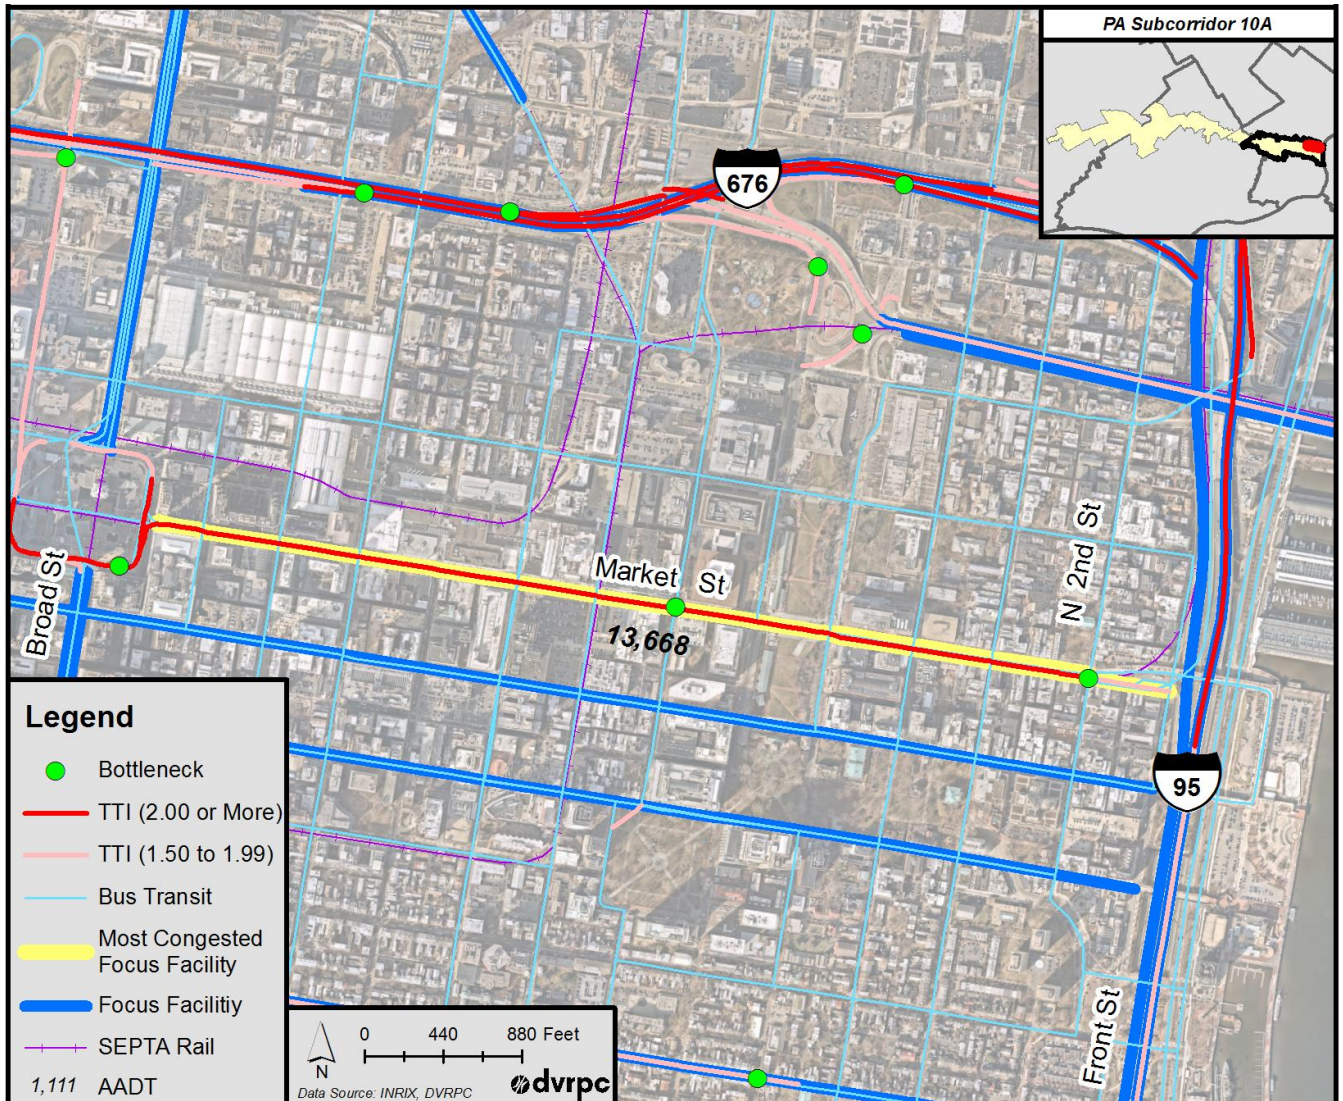 PA Subcorridor 10A
676
Market St
13,668
N 2nd St
Broad St
95
Front St
Legend
Bottleneck
TTI (2.00 or More)
TTI (1.50 to 1.99)
Bus Transit
Most Congested
Focus Facility
Focus Facilitiy
SEPTA Rail
1,111 AADT
0 440 880 Feet
N
Data Source: INRIX, DVRPC
dvrpc